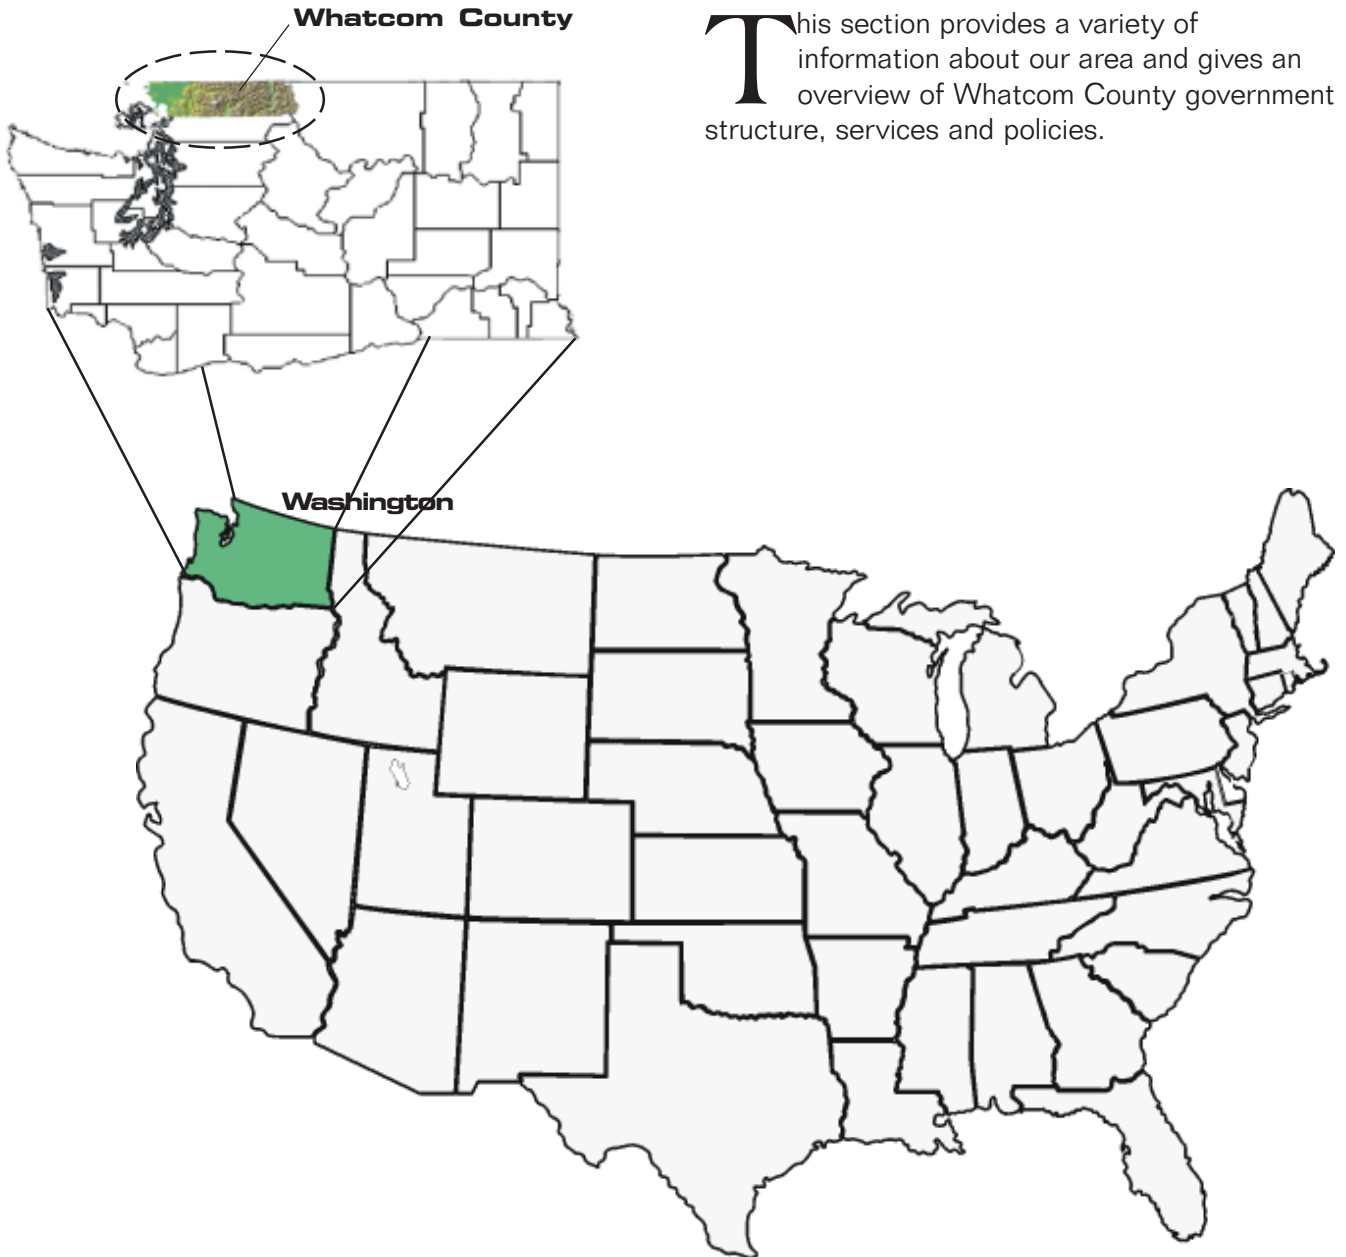 Whatcom County
This section provides a variety of
information about our area and gives an
overview of Whatcom County government
structure, services and policies.
Washington